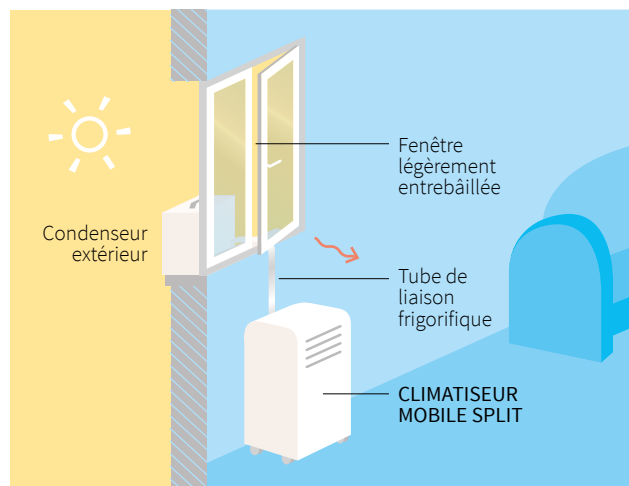 Fenêtre
légèrement
entrebâillée
Condenseur
extérieur
Tube de
liaison
frigorifique
CLIMATISEUR
MOBILE SPLIT